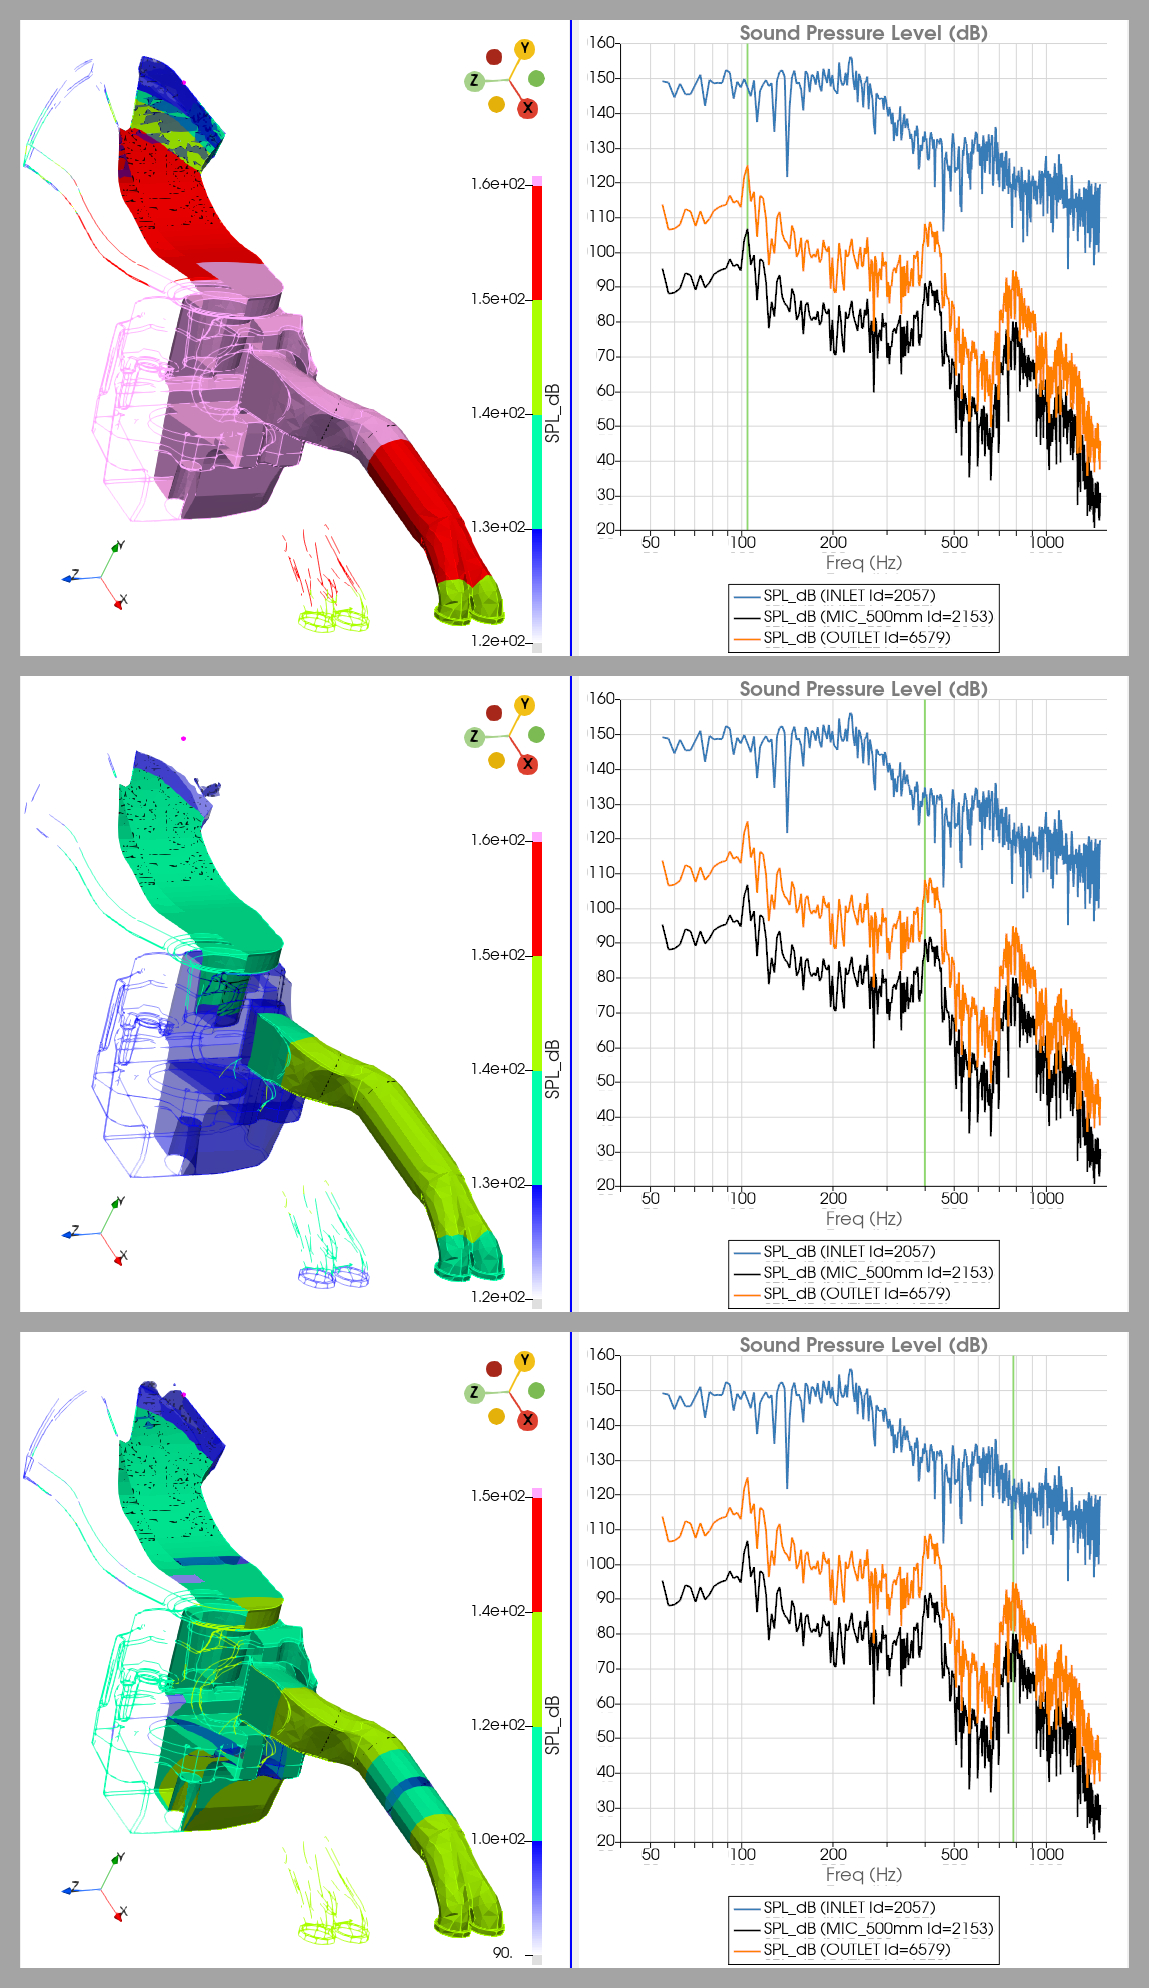 Sound Pressure Level (dB)
Y
Z
X
1.6e+02
1.5e+02
1.4e+02
1.3e+02
1.2e+02
SPL_dB
Y
Z
X
160
150
140
130
120
110
100
90
80
70
60
50
40
30
20
50
100
200
500
1000
Freq (Hz)
SPL_dB (INLET Id=2057)
SPL_dB (MIC_500mm Id=2153)
SPL_dB (OUTLET Id=6579)
Sound Pressure Level (dB)
Y
Z
X
1.6e+02
1.5e+02
1.4e+02
1.3e+02
1.2e+02
SPL_dB
Y
Z
X
160
150
140
130
120
110
100
90
80
70
60
50
40
30
20
50
100
200
500
1000
Freq (Hz)
SPL_dB (INLET Id=2057)
SPL_dB (MIC_500mm Id=2153)
SPL_dB (OUTLET Id=6579)
Sound Pressure Level (dB)
Y
Z
X
1.5e+02
1.4e+02
1.2e+02
1.0e+02
90.
SPL_dB
Y
Z
X
160
150
140
130
120
110
100
90
80
70
60
50
40
30
20
50
100
200
500
1000
Freq (Hz)
SPL_dB (INLET Id=2057)
SPL_dB (MIC_500mm Id=2153)
SPL_dB (OUTLET Id=6579)